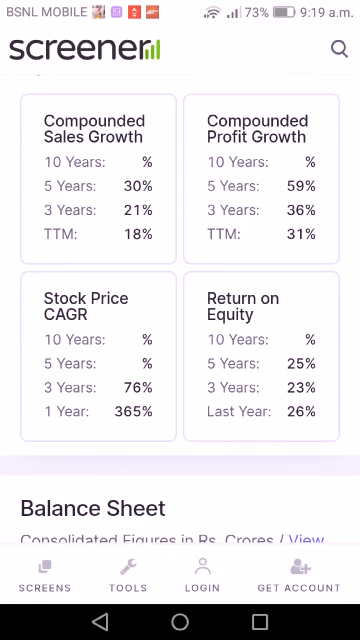 BSNL MOBILE 73% 9:19 a.m.
screener
Compounded
Sales Growth
10 Years: %
5 Years: 30%
3 Years: 21%
TTM: 18%
Compounded
Profit Growth
10 Years: %
5 Years: 59%
3 Years: 36%
TTM: 31%
Stock Price
CAGR
10 Years: %
5 Years: %
3 Years: 76%
1 Year: 365%
Return on
Equity
10 Years: %
5 Years: 25%
3 Years: 23%
Last Year: 26%
Balance Sheet
Consolidated Figures in Rs. Crores / View
SCREENS TOOLS LOGIN GET ACCOUNT